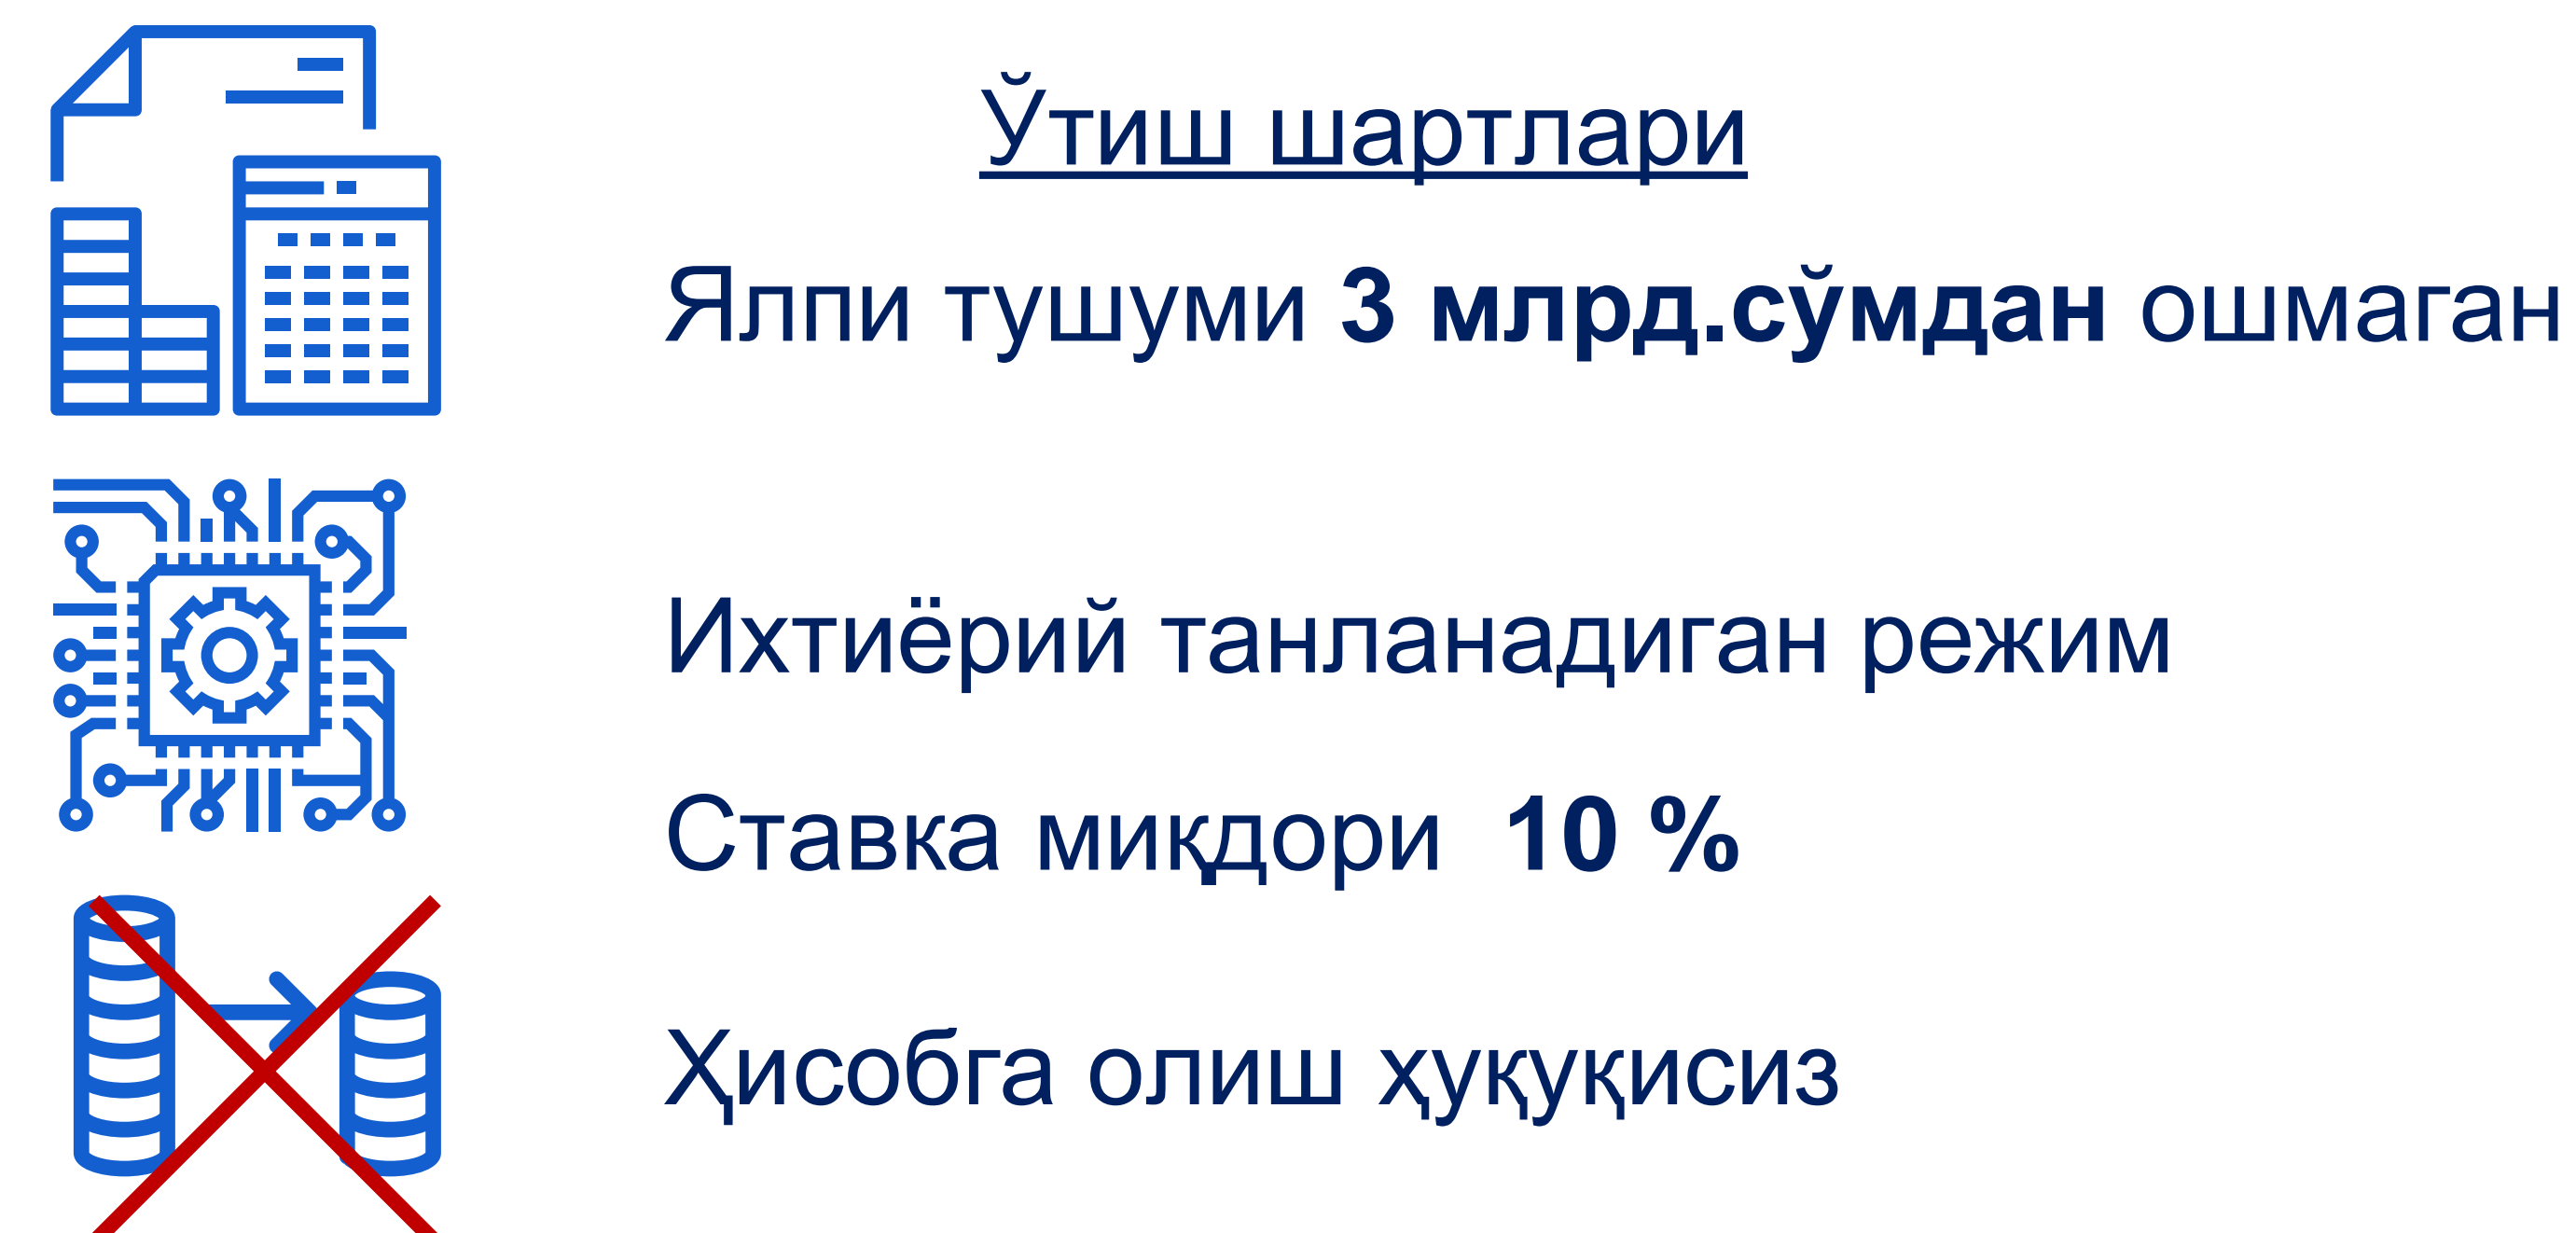 Ўтиш шартлари
Ялпи тушуми 3 млрд.сўмдан ошмаган
Ихтиёрий танланадиган режим
Ставка миқдори 10 %
Ҳисобга олиш ҳуқуқисиз